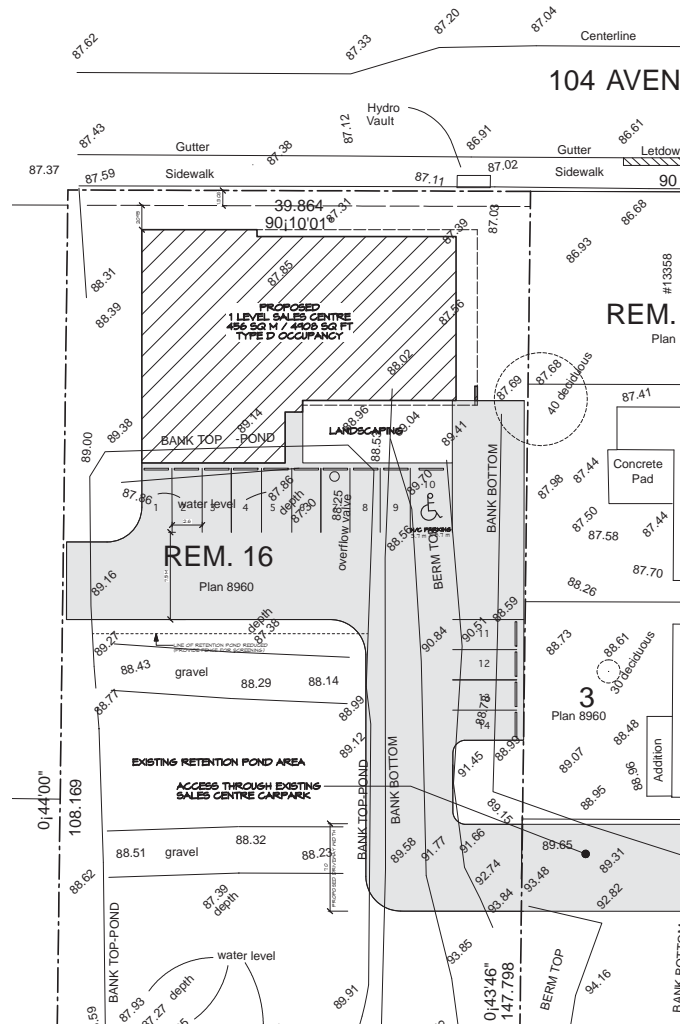 87.62
87.33
87.20
87.04
Centerline
104 AVEN
Hydro
Vault
87.43
Gutter
87.38
87.12
86.91
Gutter
86.61
Letdow
87.37
87.59
Sidewalk
87.11
87.02
Sidewalk
90
39.864
87.31
90¡10'01"
87.39
87.03
86.68
86.93
88.31
87.85
#13358
88.39
PROPOSED
1 LEVEL SALES CENTRE
456 SQ M / 4908 SQ FT
TYPE D OCCUPANCY
87.56
REM.
Plan
88.02
87.69
87.68
40 deciduous
87.41
89.00
89.38
89.14
88.96
89.04
LANDSCAPING
89.41
BANK TOP -POND
BANK BOTTOM
Concrete
Pad
87.86
water level
87.86
depth
87.30
88.25
overflow valve
89.70
10
87.98
87.44
1
2
3
4
5
8
9
87.50
87.58
87.44
88.56
BERM TOP
REM. 16
Plan 8960
89.16
87.70
88.26
88.59
depth
87.38
90.84
90.51
11
LINE OF RETENTION POND REDUCED
89.27
88.43
gravel
88.29
88.14
12
88.73
88.61
30 deciduous
88.77
88.99
13
88.78
14
3
Plan 8960
89.12
88.99
88.48
EXISTING RETENTION POND AREA
91.45
89.07
88.96
Addition
ACCESS THROUGH EXISTING
SALES CENTRE CARPARK
BANK TOP-POND
BANK BOTTOM
89.15
88.95
0¡44'00"
108.169
88.51
gravel
88.32
88.23
89.58
91.77
91.66
89.65
89.31
88.62
87.39
depth
92.74
93.84
93.48
92.82
BANK TOP-POND
water level
93.85
0¡43'46"
147.798
BERM TOP
94.16
BANK BOTTOM
87.93
depth
87.27
89.91